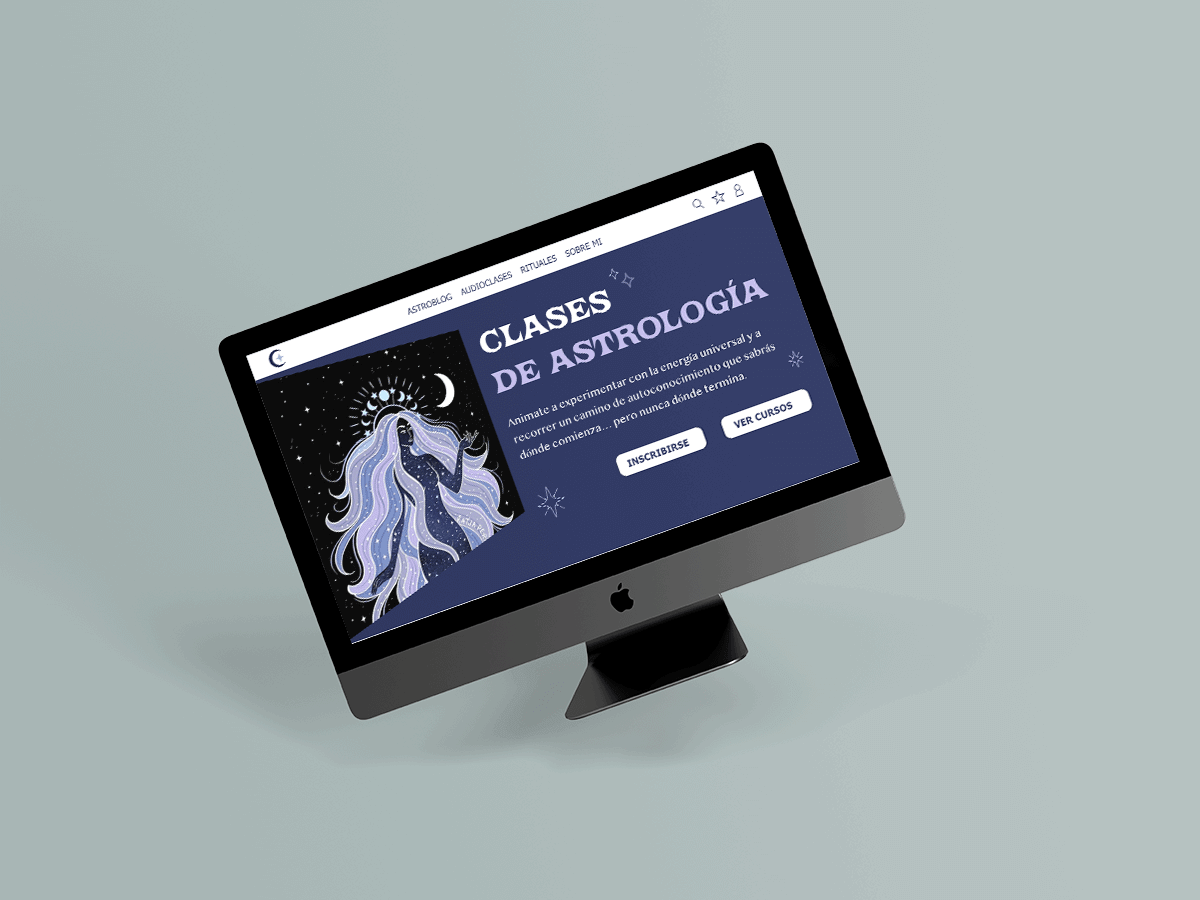 ASTROBLOG AUDIOCLASES RITUALES SOBRE MI
CLASES
DE ASTROLOGÍA
Animate a experimentar con la energía universal y a
recorrer un camino de autoconocimiento que sabrás
dónde comienza... pero nunca dónde termina.
INSCRIBIRSE VER CURSOS